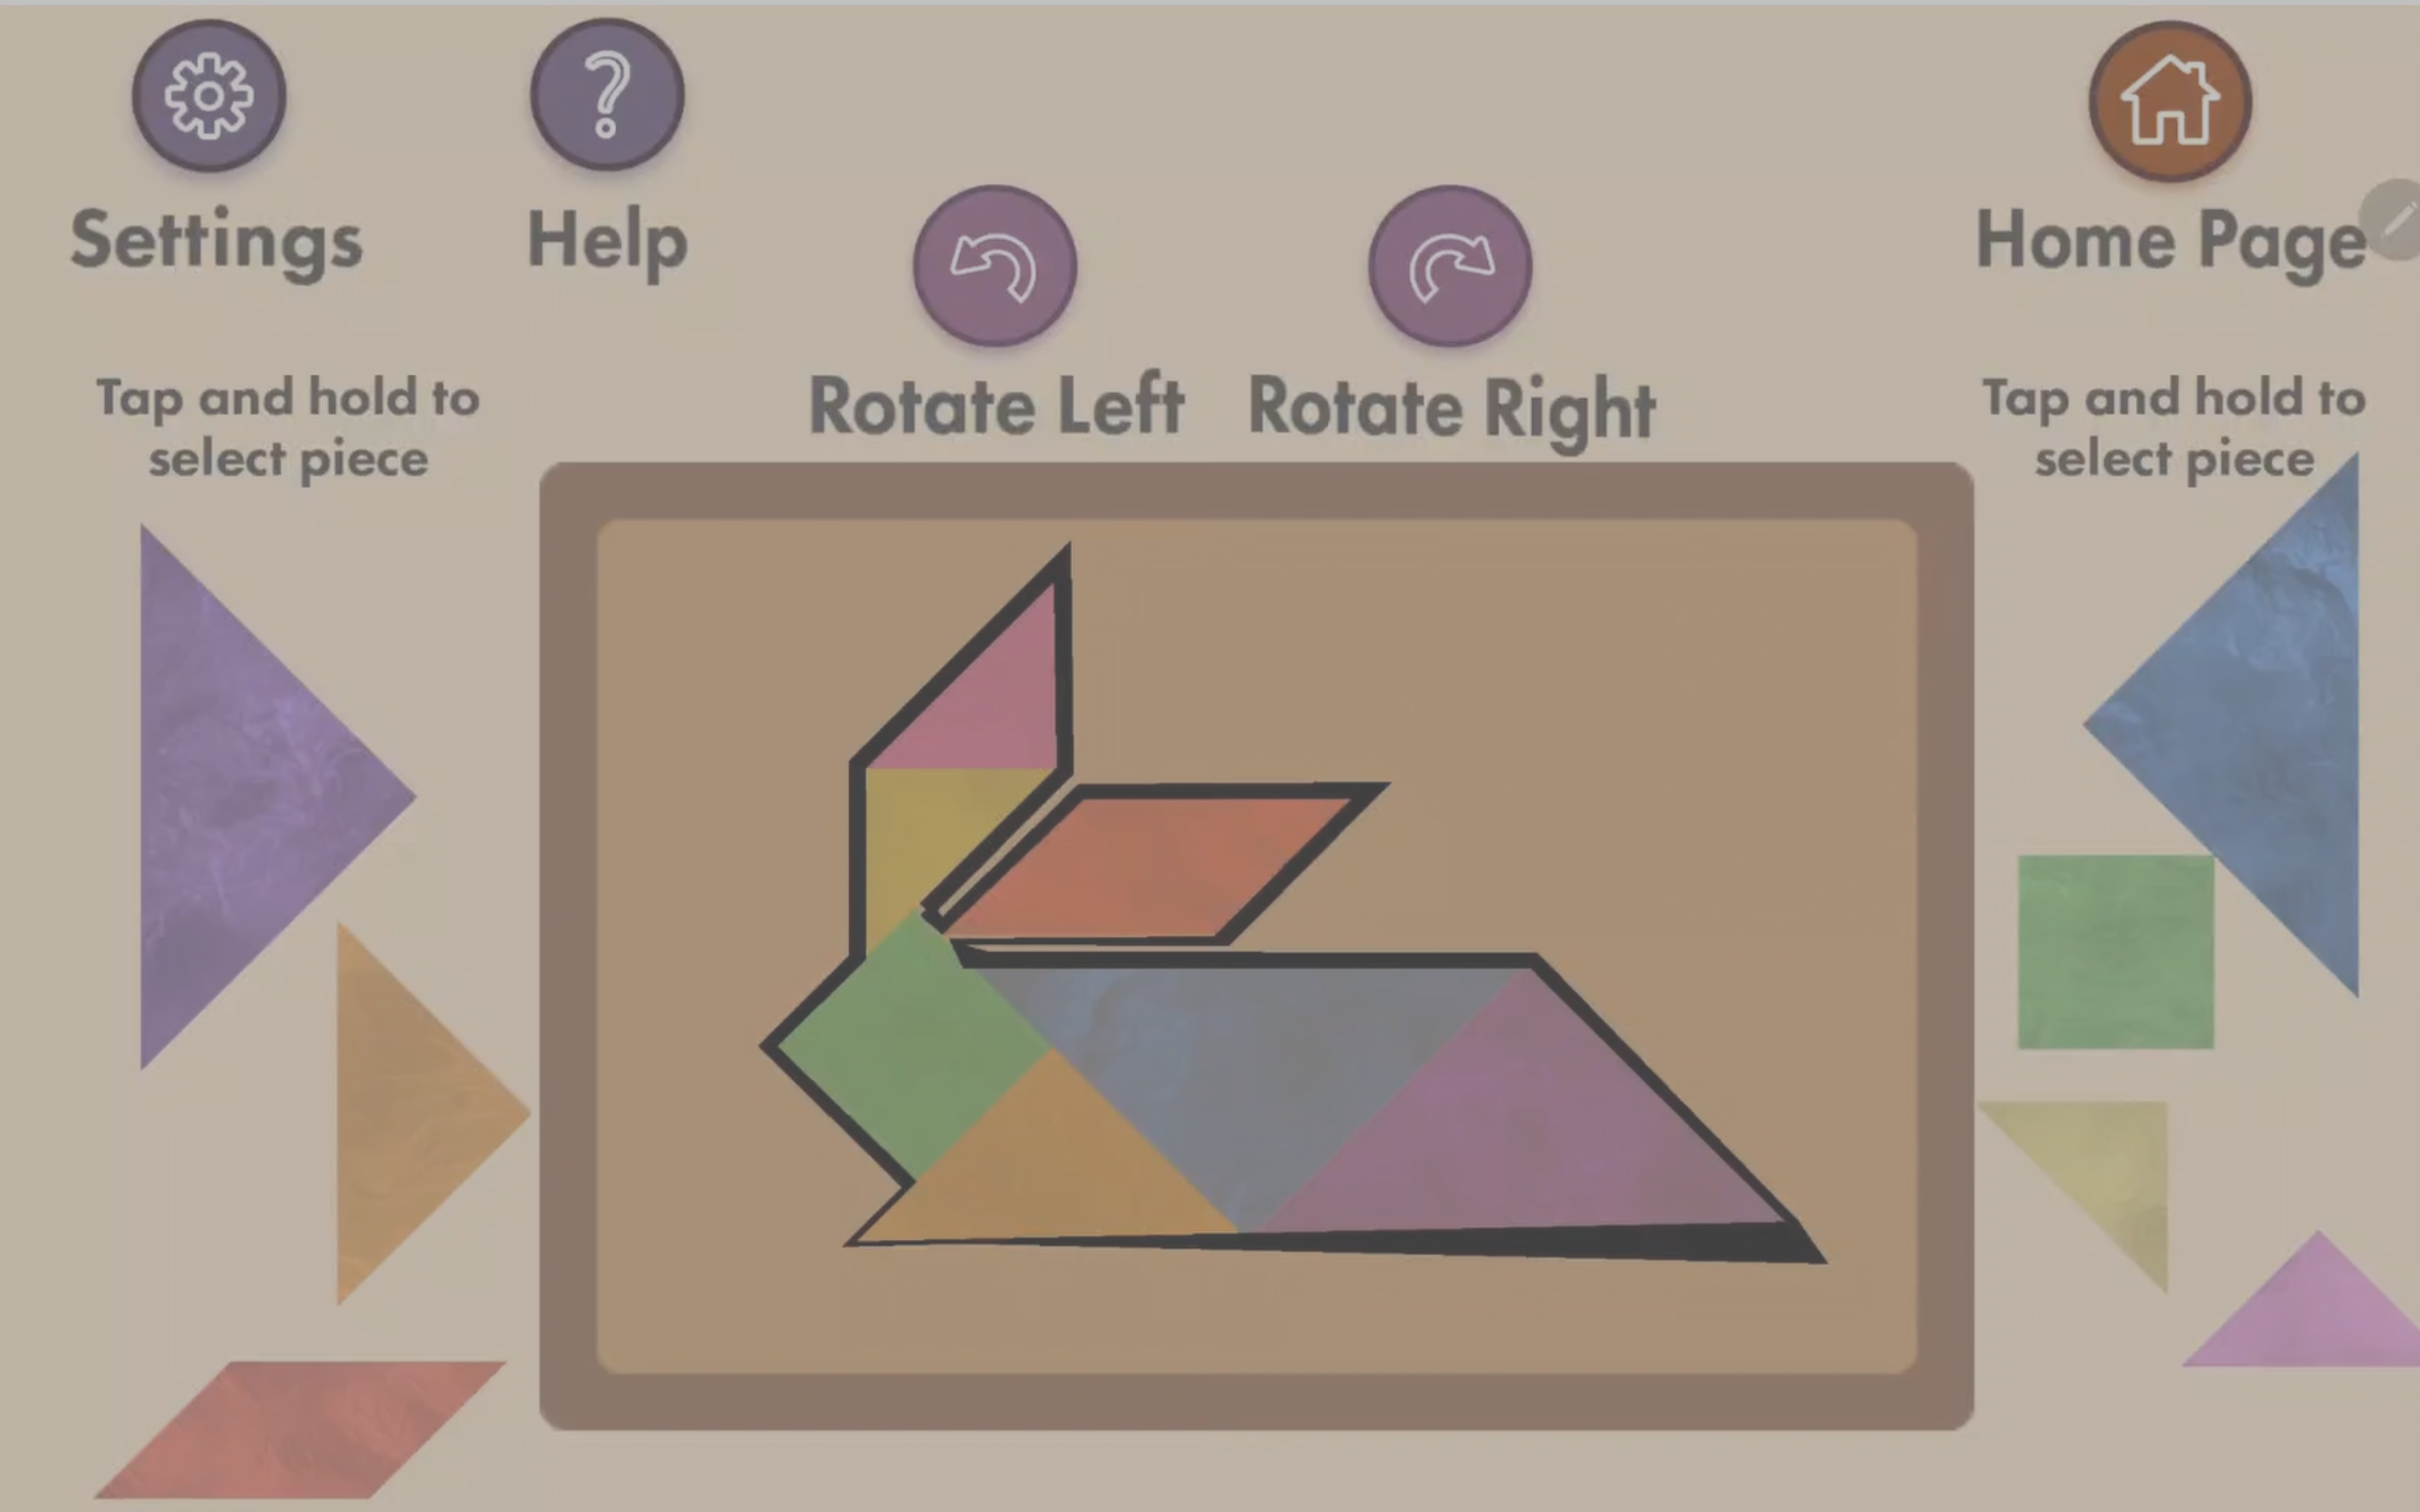 Settings
Help
Home Page
Rotate Left
Rotate Right
Tap and hold to
select piece
Tap and hold to
select piece